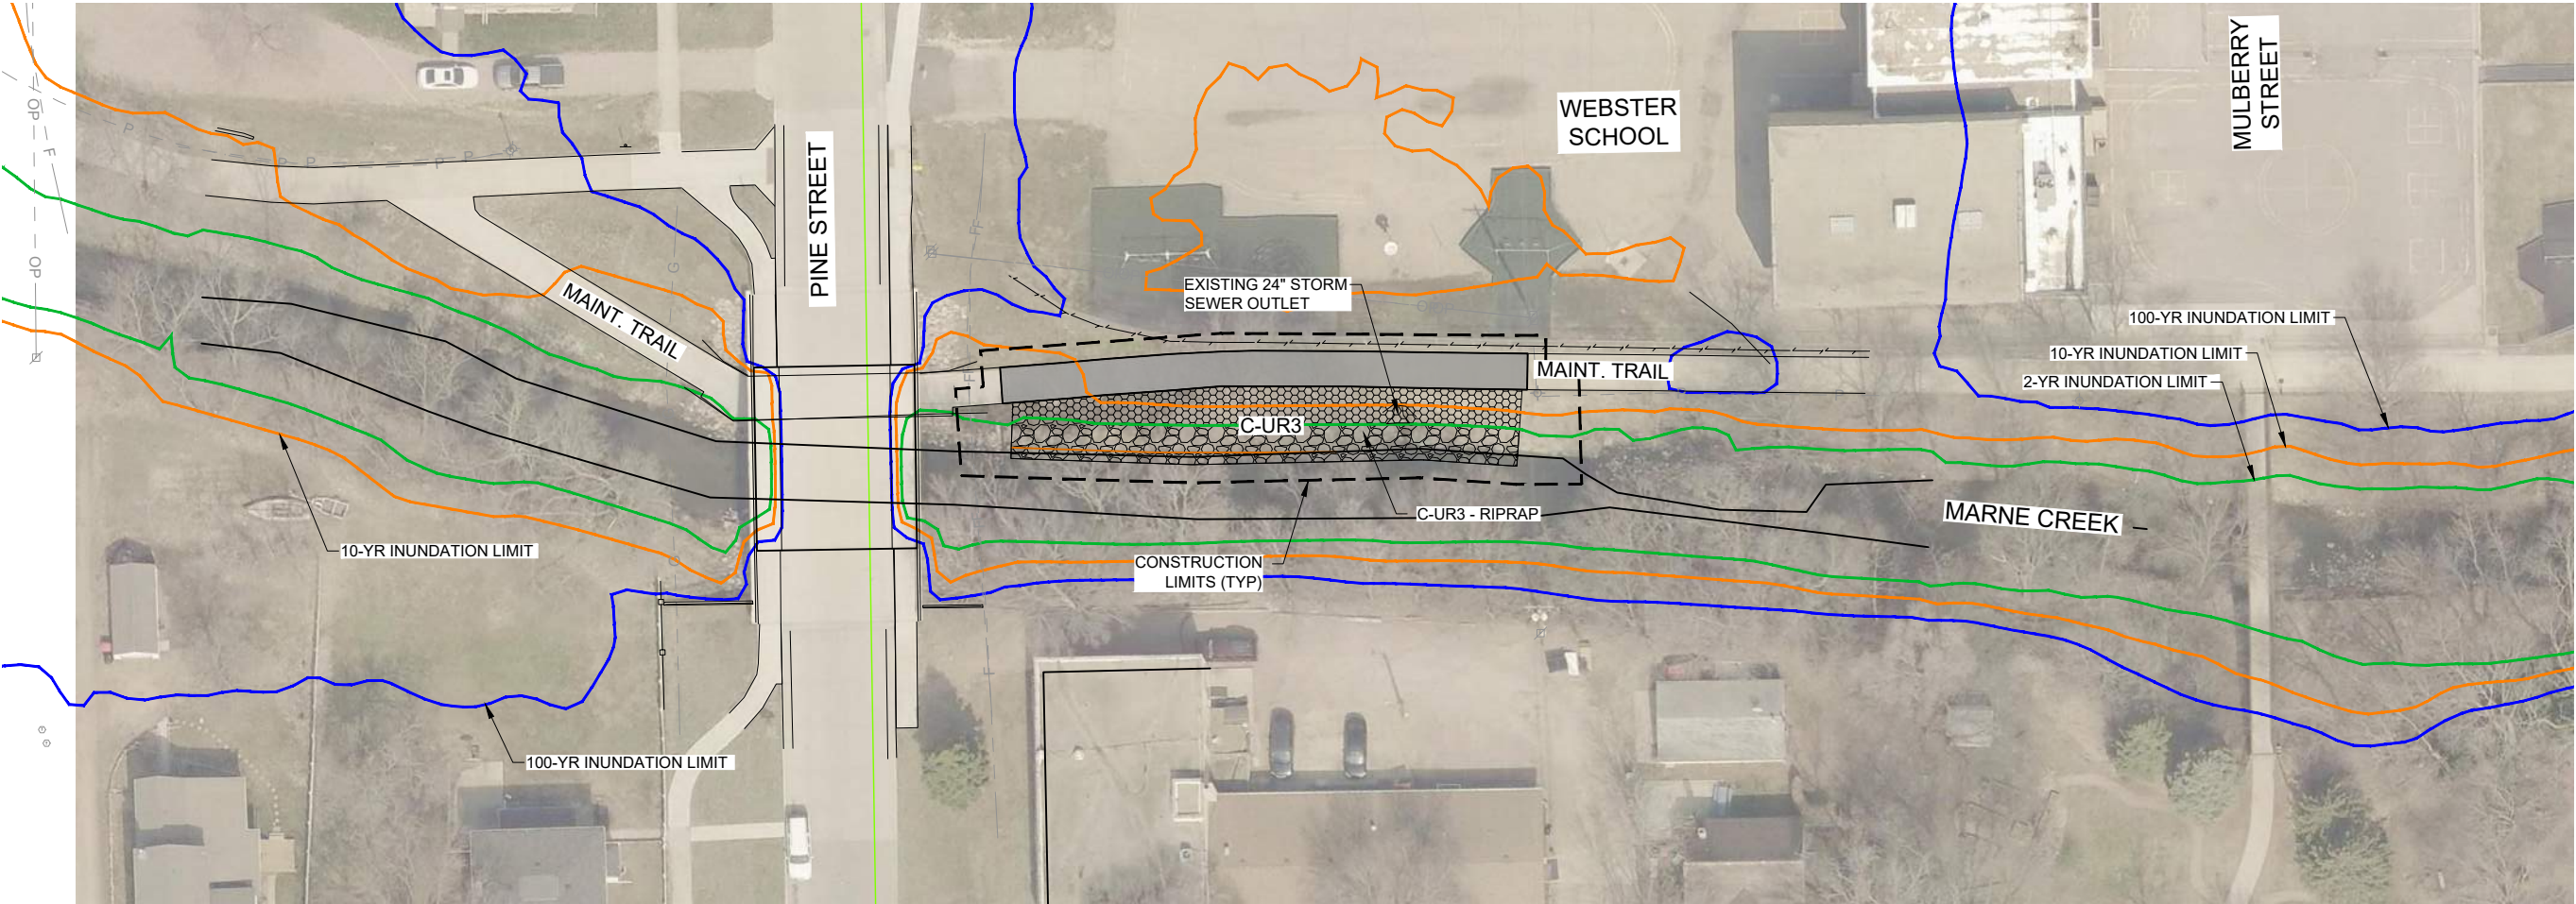 WEBSTER
SCHOOL
MULBERRY
STREET
PINE STREET
OP
OP
F
P
P
P
P
P
G
F
F
EXISTING 24" STORM
SEWER OUTLET
MAINT. TRAIL
MAINT. TRAIL
100-YR INUNDATION LIMIT
10-YR INUNDATION LIMIT
2-YR INUNDATION LIMIT
C-UR3
C-UR3 - RIPRAP
MARNE CREEK
10-YR INUNDATION LIMIT
CONSTRUCTION
LIMITS (TYP)
G
F
100-YR INUNDATION LIMIT